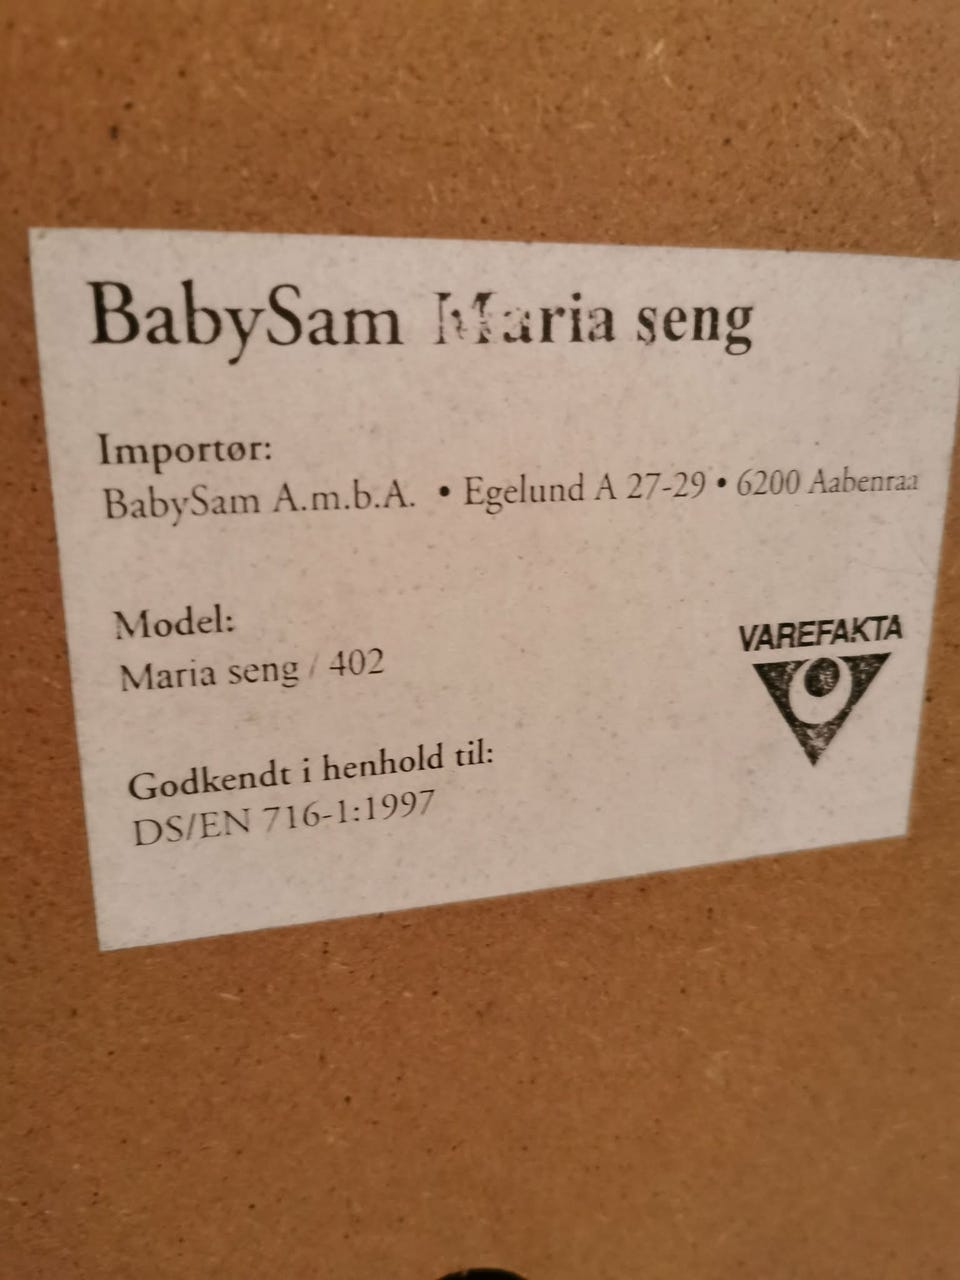 BabySam Maria seng
Importør:
BabySam A.m.b.A. • Egelund A 27-29 • 6200 Aabenraa
Model:
Maria seng / 402
VAREFAKTA
Godkendt i henhold til:
DS/EN 716-1:1997